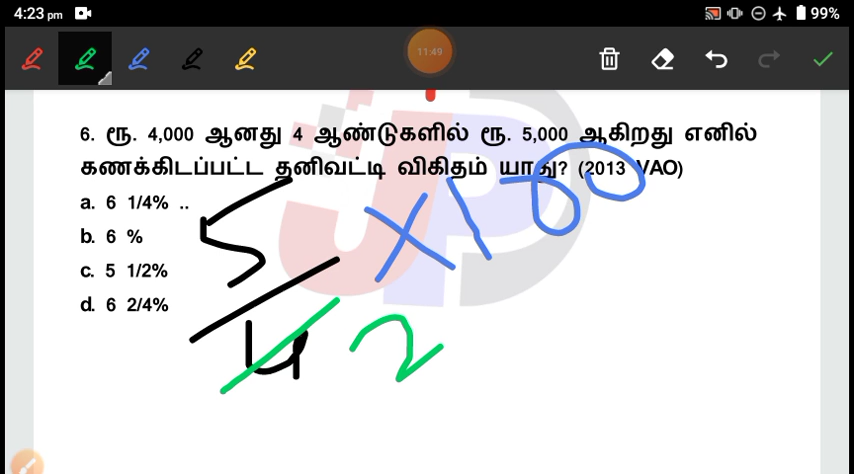 4:23 pm 99%
11:49
6. ரூ. 4,000 ஆனது 4 ஆண்டுகளில் ரூ. 5,000 ஆகிறது எனில்
கணக்கிடப்பட்ட தனிவட்டி விகிதம் யாது? (2013 VAO)
a. 6 1/4% ..
b. 6 %
c. 5 1/2%
d. 6 2/4%
JP
5 × 100
4 2